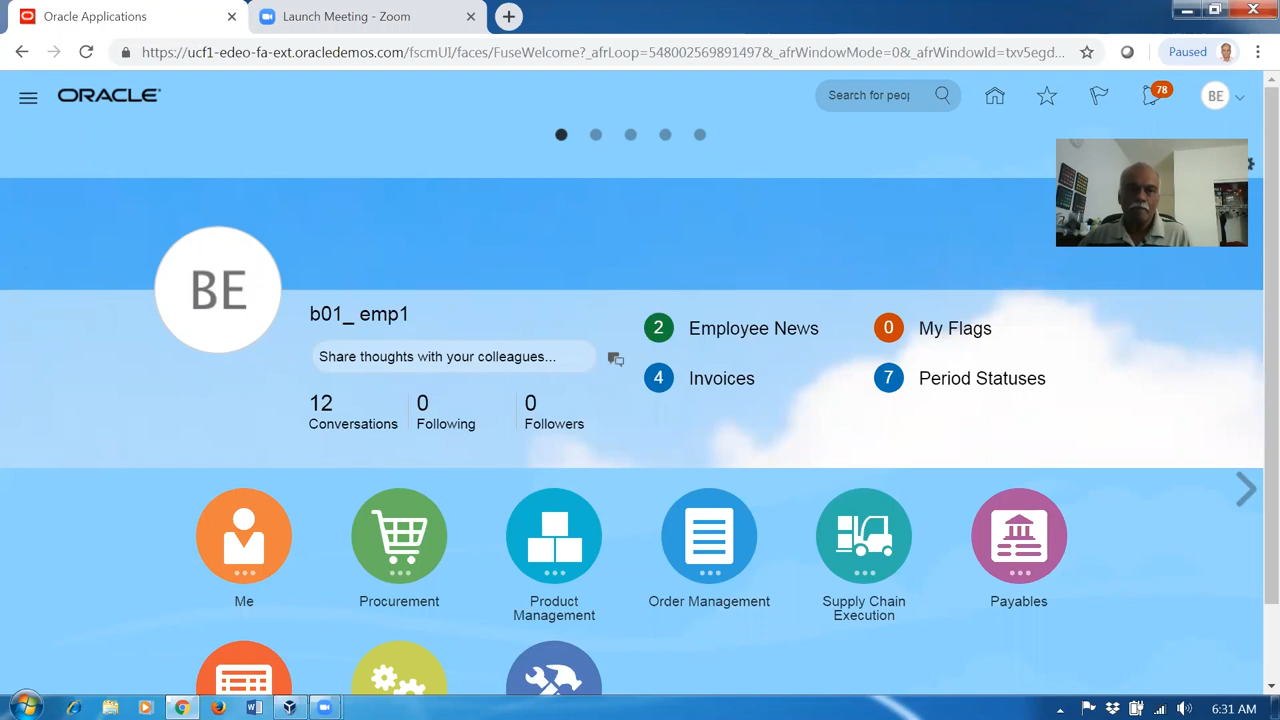 Oracle Applications
Launch Meeting - Zoom
https://ucf1-edeo-fa-ext.oracledemos.com/fscmUI/faces/FuseWelcome?_afrLoop=548002569891497&_afrWindowMode=0&_afrWindowId=txv5egd...
Paused
ORACLE
Search for peop
78
BE
BE
b01_ emp1
Share thoughts with your colleagues...
12
Conversations
0
Following
0
Followers
2 Employee News
0 My Flags
4 Invoices
7 Period Statuses
Me
Procurement
Product
Management
Order Management
Supply Chain
Execution
Payables
6:31 AM